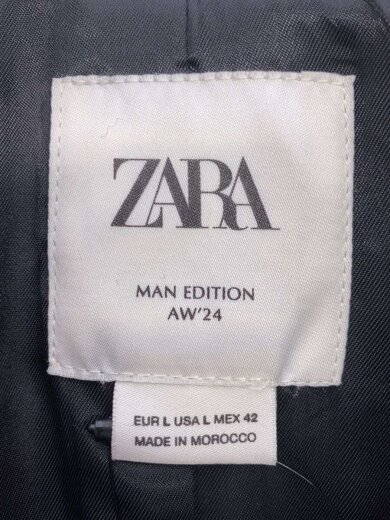 ZARA
MAN EDITION
AW'24
EUR L USA L MEX 42
MADE IN MOROCCO